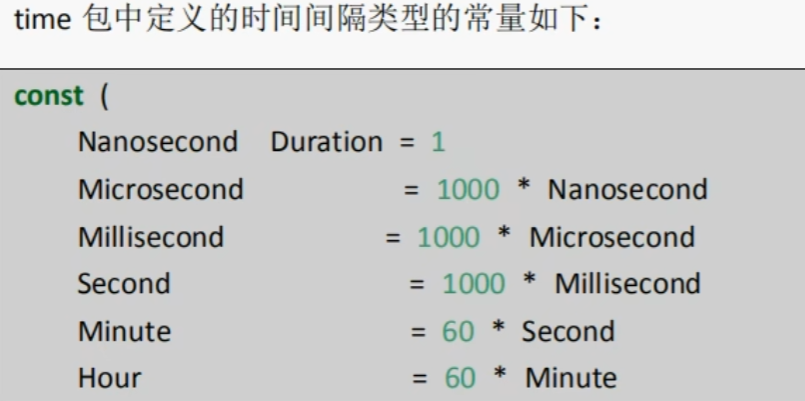 time 包中定义的时间间隔类型的常量如下：
const (
Nanosecond Duration = 1
Microsecond = 1000 * Nanosecond
Millisecond = 1000 * Microsecond
Second = 1000 * Millisecond
Minute = 60 * Second
Hour = 60 * Minute